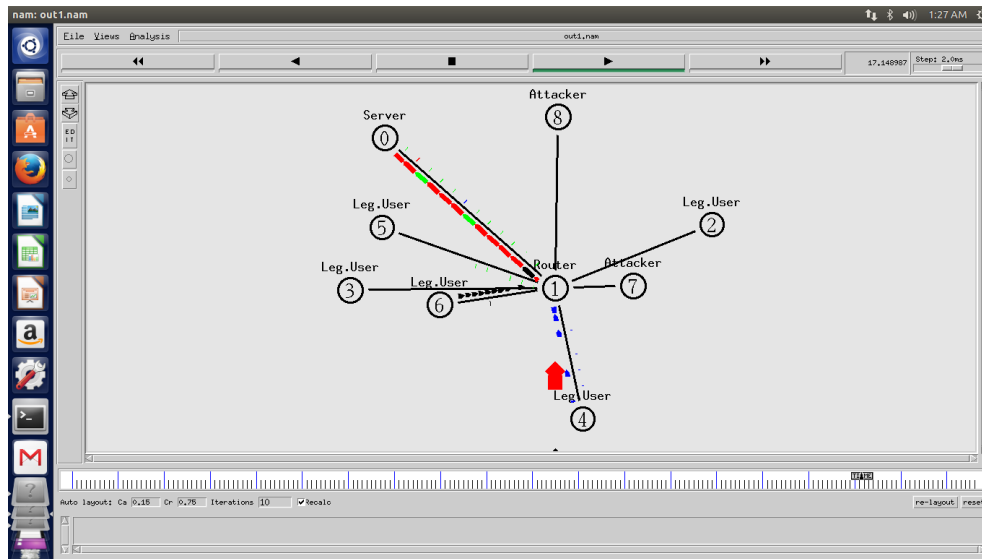 nam: out1.nam
1:27 AM
File Views Analysis
out1.nam
17.148987
Step: 2.0ms
ED
IT
Attacker
8
Server
0
Leg.User
5
Leg.User
2
Router
1
Attacker
7
Leg.User
3
Leg.User
6
Leg.User
4
Auto layout: Ca 0.15 Cr 0.75 Iterations 10 Recalc
re-layout
reset